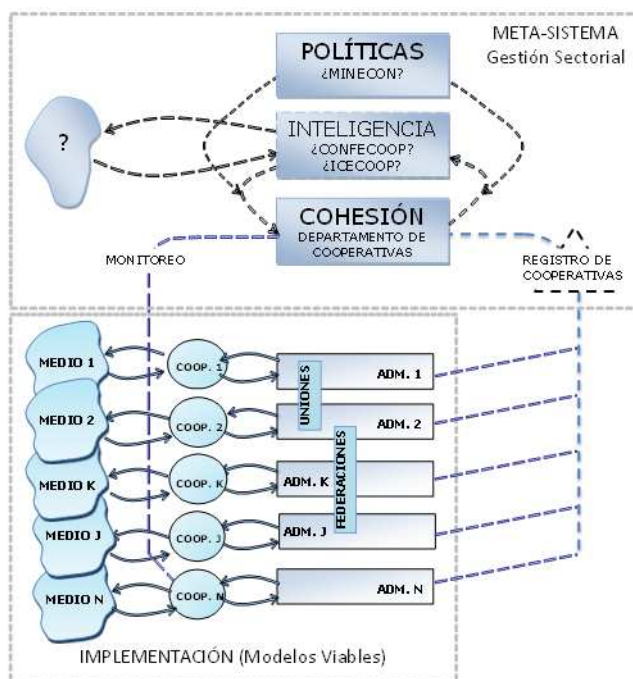 META-SISTEMA
Gestión Sectorial
POLÍTICAS
¿MINECON?
?
INTELIGENCIA
¿CONFECOOP?
¿ICECOOP?
COHESIÓN
DEPARTAMENTO DE
COOPERATIVAS
MONITOREO
REGISTRO DE
COOPERATIVAS
MEDIO 1
COOP. 1
ADM. 1
UNIONES
MEDIO 2
COOP. 2
ADM. 2
FEDERACIONES
MEDIO K
COOP. K
ADM. K
MEDIO J
COOP. J
ADM. J
MEDIO N
COOP. N
ADM. N
IMPLEMENTACIÓN (Modelos Viables)